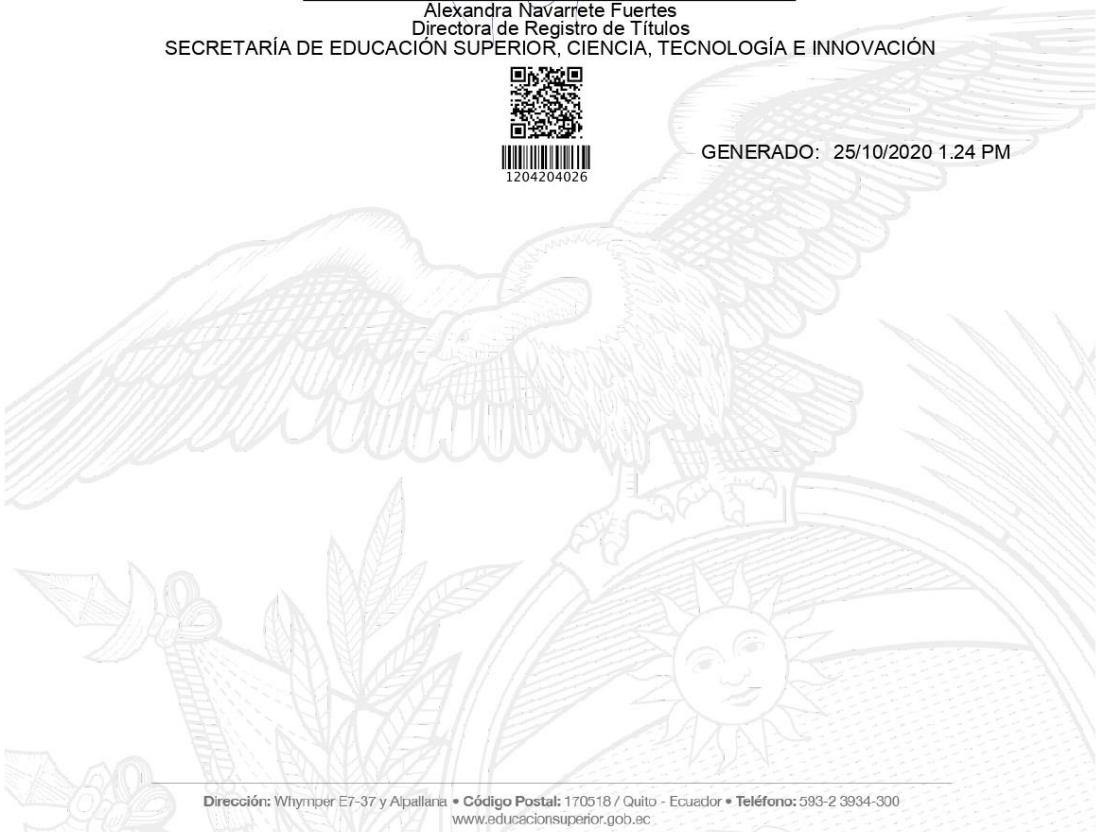 Alexandra Navarrete Fuertes
Directora de Registro de Títulos
SECRETARÍA DE EDUCACIÓN SUPERIOR, CIENCIA, TECNOLOGÍA E INNOVACIÓN
1204204026
GENERADO: 25/10/2020 1.24 PM
Dirección: Whymper E7-37 y Alpallana • Código Postal: 170518 / Quito - Ecuador • Teléfono: 593-2 3934-300
www.educacionsuperior.gob.ec